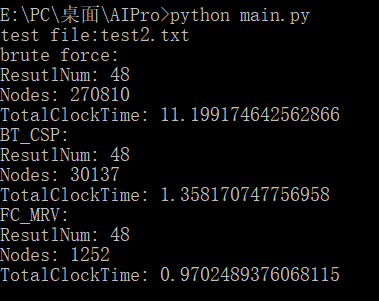 E:\PC\桌面\AIPro>python main.py
test file:test2.txt
brute force:
ResutlNum: 48
Nodes: 270810
TotalClockTime: 11.199174642562866
BT_CSP:
ResutlNum: 48
Nodes: 30137
TotalClockTime: 1.358170747756958
FC_MRV:
ResutlNum: 48
Nodes: 1252
TotalClockTime: 0.9702489376068115